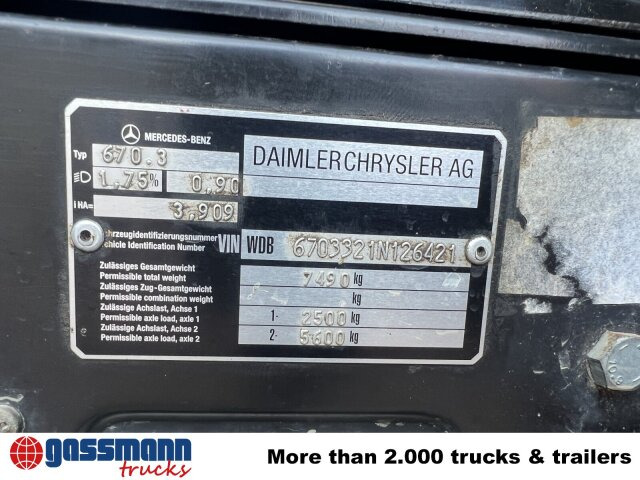 MERCEDES-BENZ
Typ 670.3
DAIMLERCHRYSLER AG
1.75% 0.90
i HA= 3.909
hrzeugidentifizierungsnummer
ehicle Identification Number VIN WDB 6703321N126421
Zulässiges Gesamtgewicht
Permissible total weight 7490 kg
Zulässiges Zug-Gesamtgewicht
Permissible combination weight kg
Zulässige Achslast, Achse 1
Permissible axle load, axle 1 1- 2500 kg
Zulässige Achslast, Achse 2
Permissible axle load, axle 2 2- 5600 kg
gassmann
trucks
More than 2.000 trucks & trailers